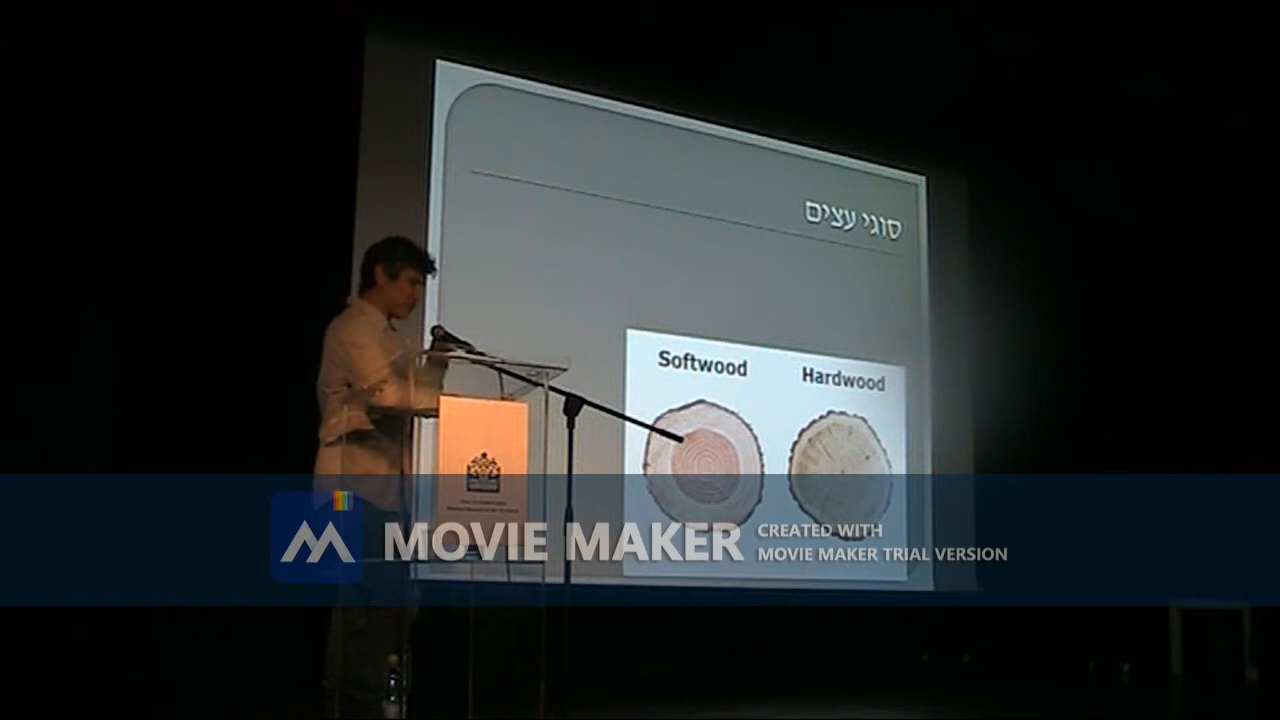 סוגי עצים
Softwood
Hardwood
MOVIE MAKER
CREATED WITH
MOVIE MAKER TRIAL VERSION